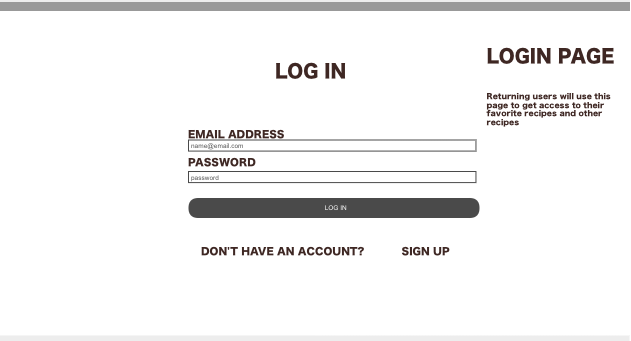 LOG IN
EMAIL ADDRESS
name@email.com
PASSWORD
password
LOG IN
DON'T HAVE AN ACCOUNT? SIGN UP
LOGIN PAGE
Returning users will use this
page to get access to their
favorite recipes and other
recipes